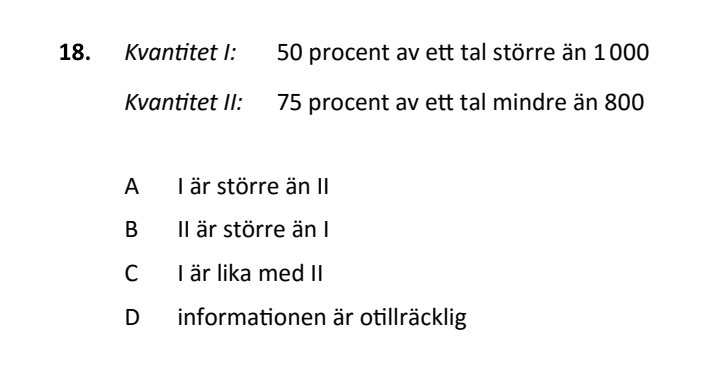 18. Kvantitet I: 50 procent av ett tal större än 1 000
Kvantitet II: 75 procent av ett tal mindre än 800
A I är större än II
B II är större än I
C I är lika med II
D informationen är otillräcklig